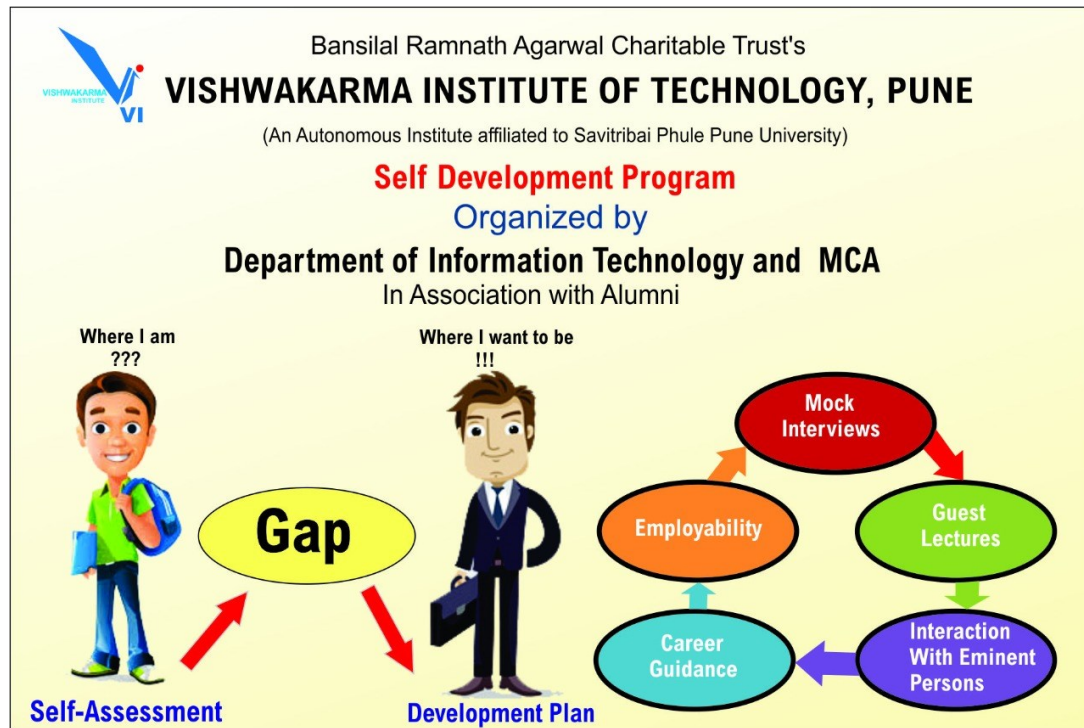 VISHWAKARMA
INSTITUTE
VI
Bansilal Ramnath Agarwal Charitable Trust's
VISHWAKARMA INSTITUTE OF TECHNOLOGY, PUNE
(An Autonomous Institute affiliated to Savitribai Phule Pune University)
Self Development Program
Organized by
Department of Information Technology and MCA
In Association with Alumni
Where I am
???
Where I want to be
!!!
Gap
Self-Assessment
Development Plan
Mock
Interviews
Guest
Lectures
Interaction
With Eminent
Persons
Career
Guidance
Employability